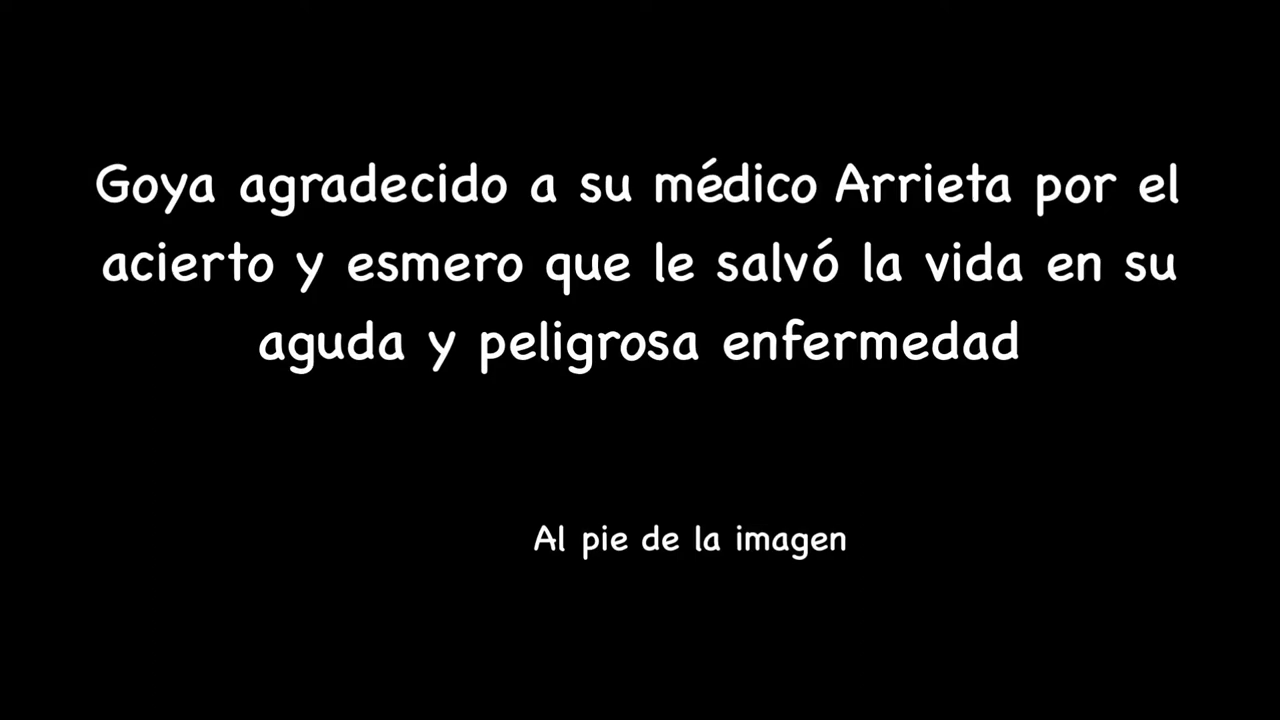 Goya agradecido a su médico Arrieta por el
acierto y esmero que le salvó la vida en su
aguda y peligrosa enfermedad
Al pie de la imagen